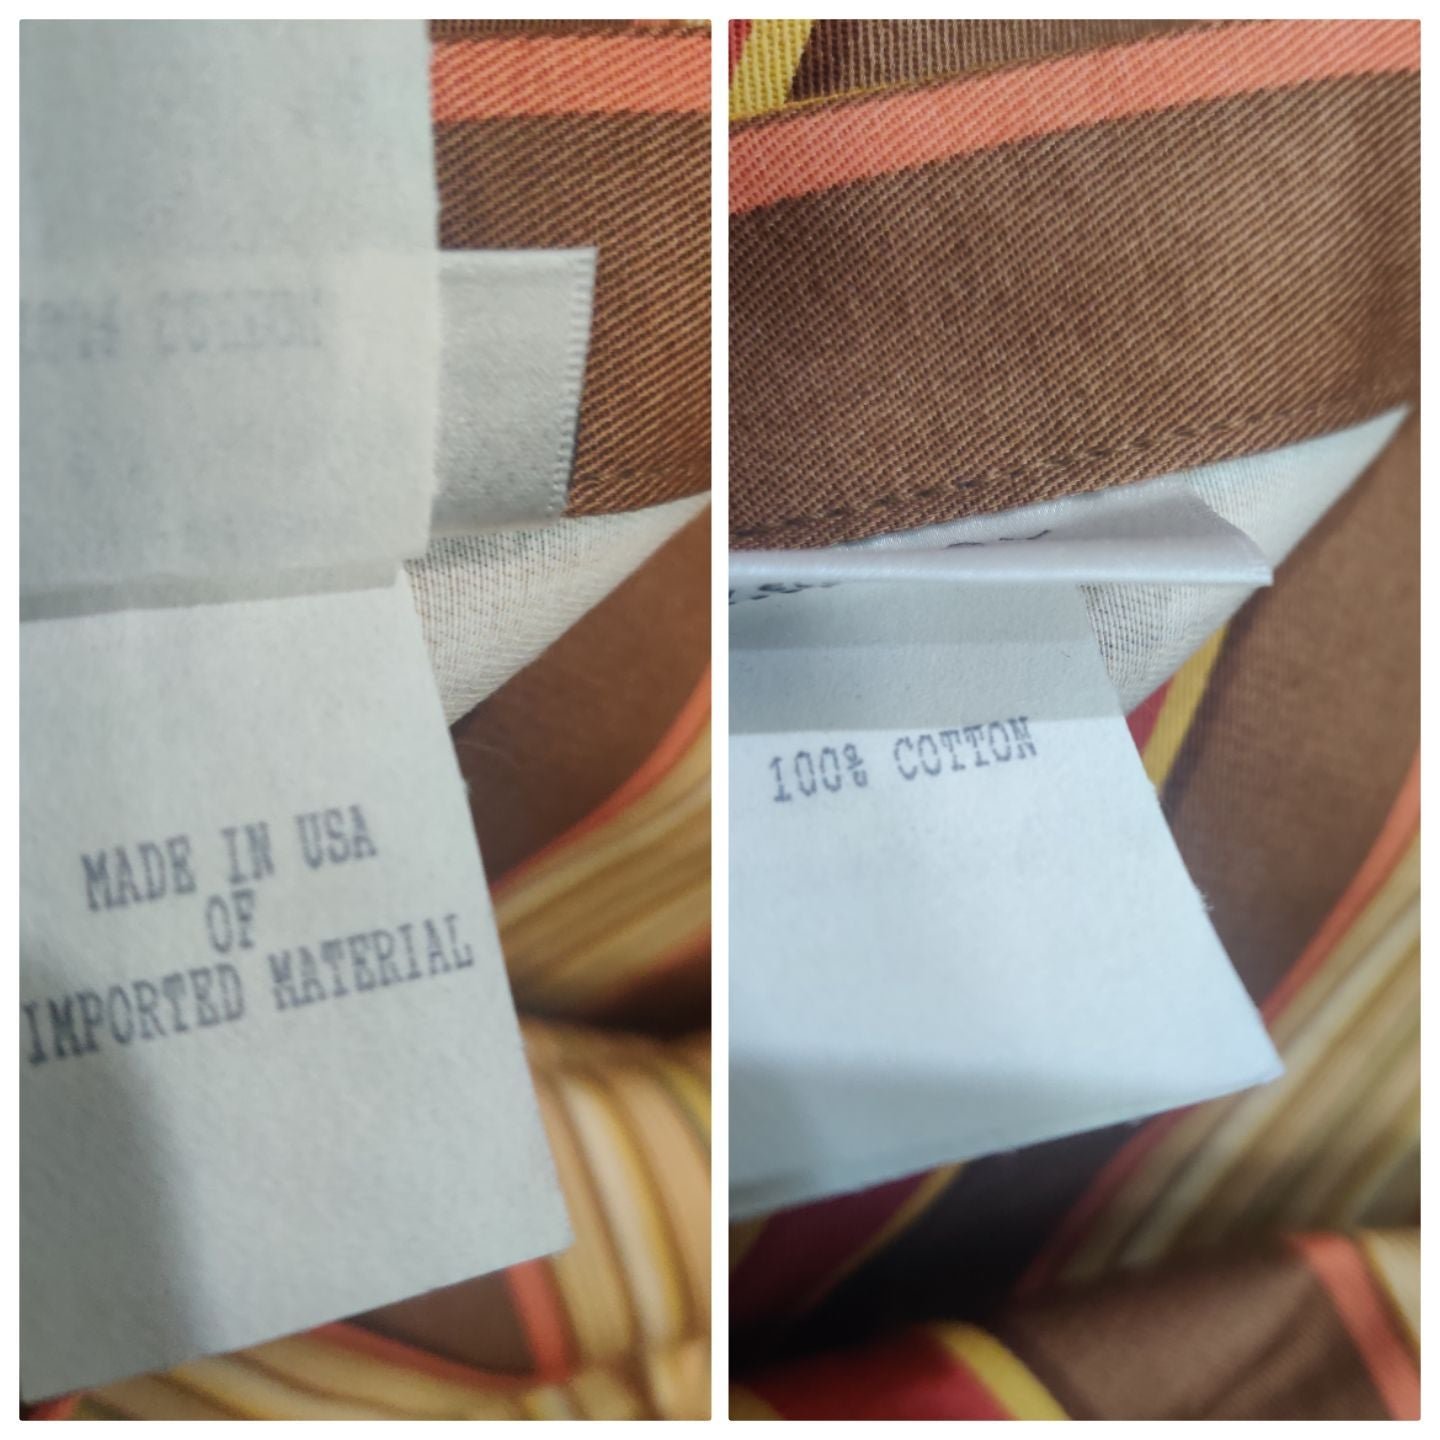 MADE IN USA
OF
IMPORTED MATERIAL
100% COTTON